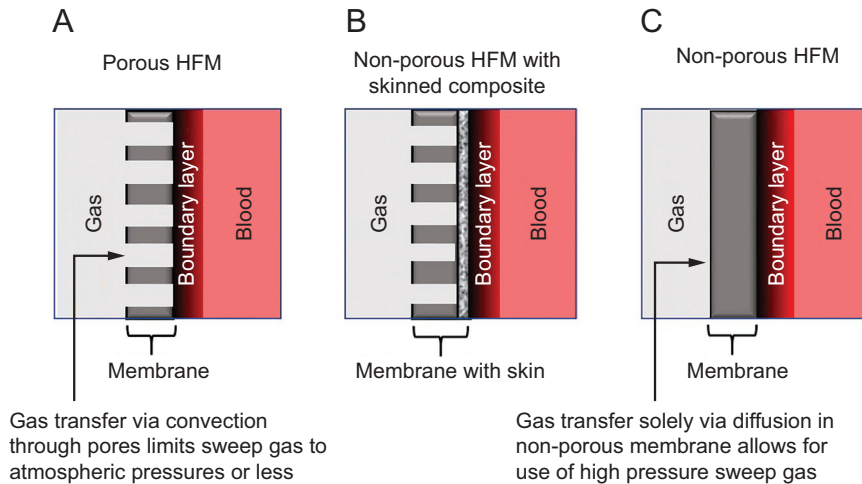 A
Porous HFM
Gas
Boundary layer
Blood
Membrane
Gas transfer via convection
through pores limits sweep gas to
atmospheric pressures or less
B
Non-porous HFM with
skinned composite
Gas
Boundary layer
Blood
Membrane with skin
C
Non-porous HFM
Gas
Boundary layer
Blood
Membrane
Gas transfer solely via diffusion in
non-porous membrane allows for
use of high pressure sweep gas